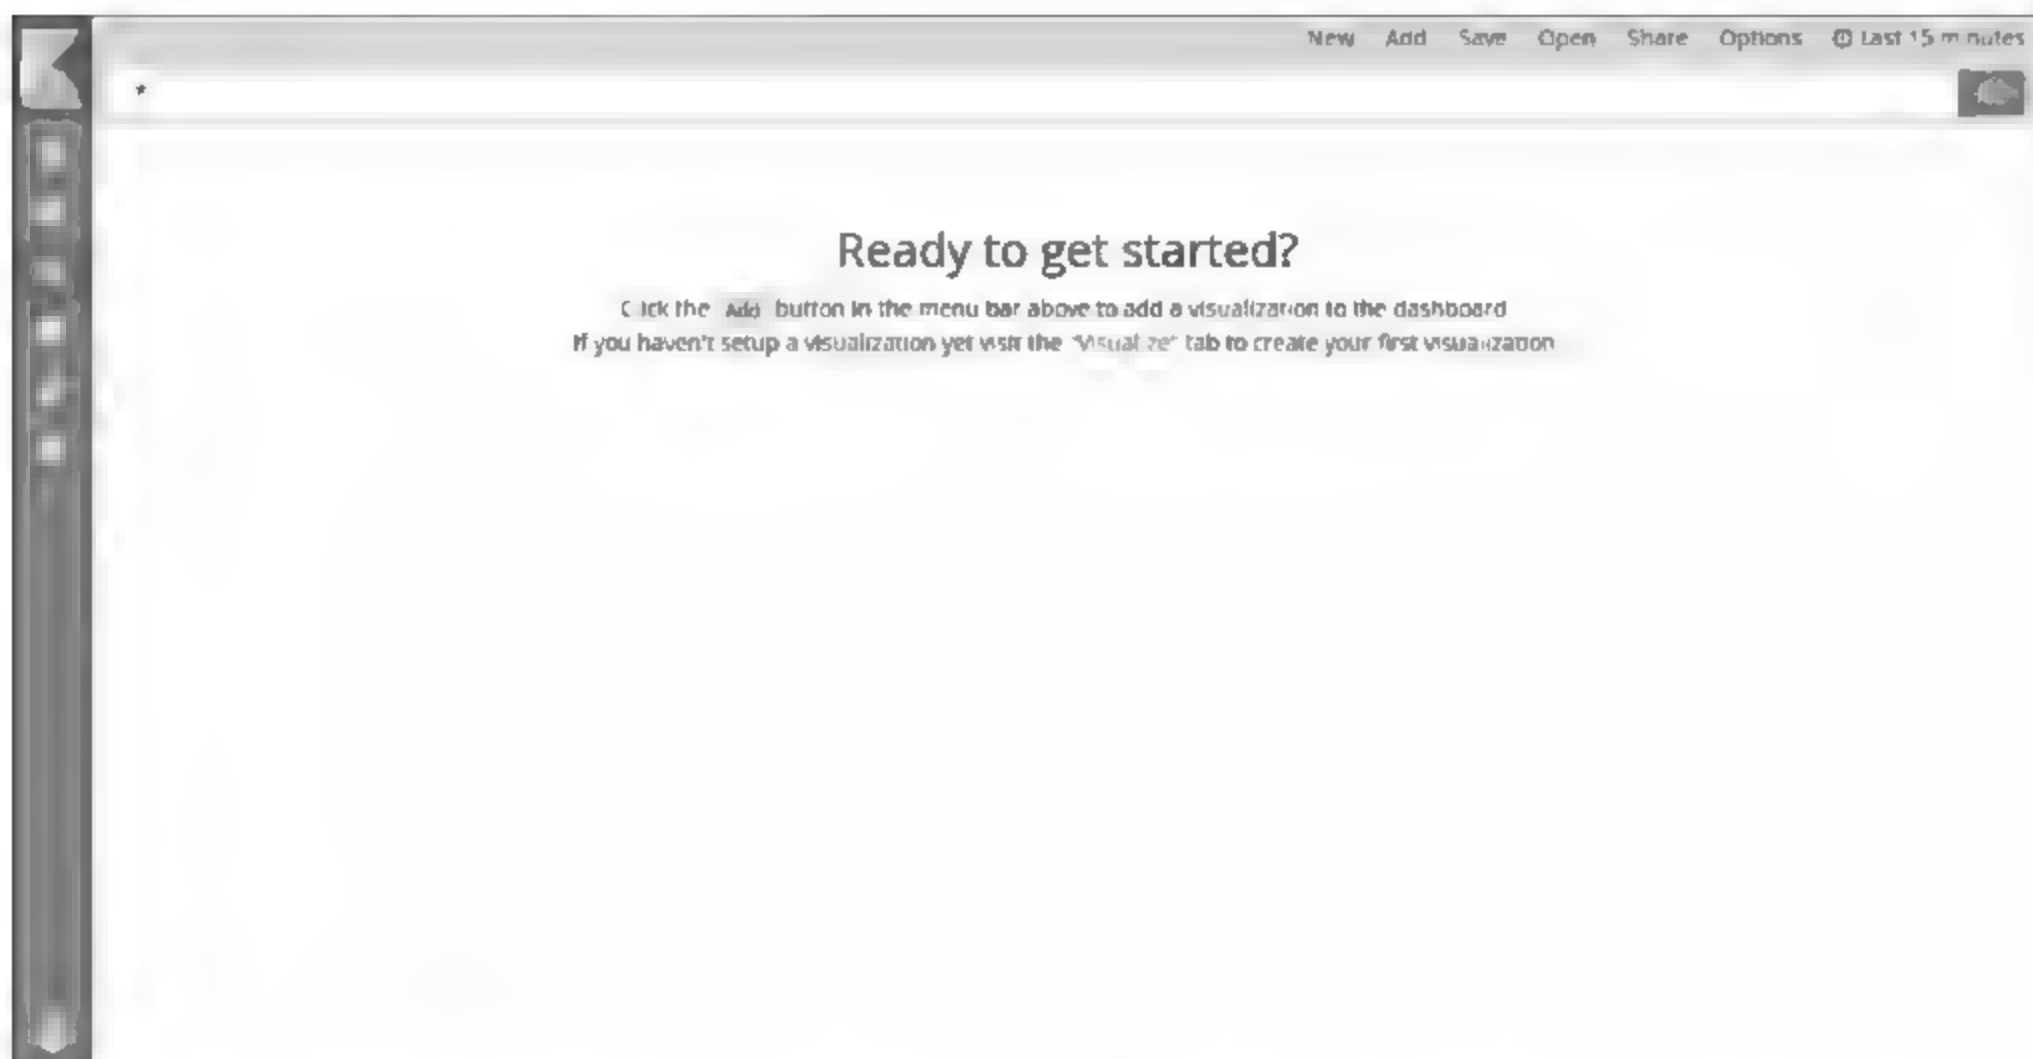 New Add Save Open Share Options Last 15 minutes
*
Ready to get started?
Click the Add button in the menu bar above to add a visualization to the dashboard
If you haven't setup a visualization yet visit the "Visualize" tab to create your first visualization